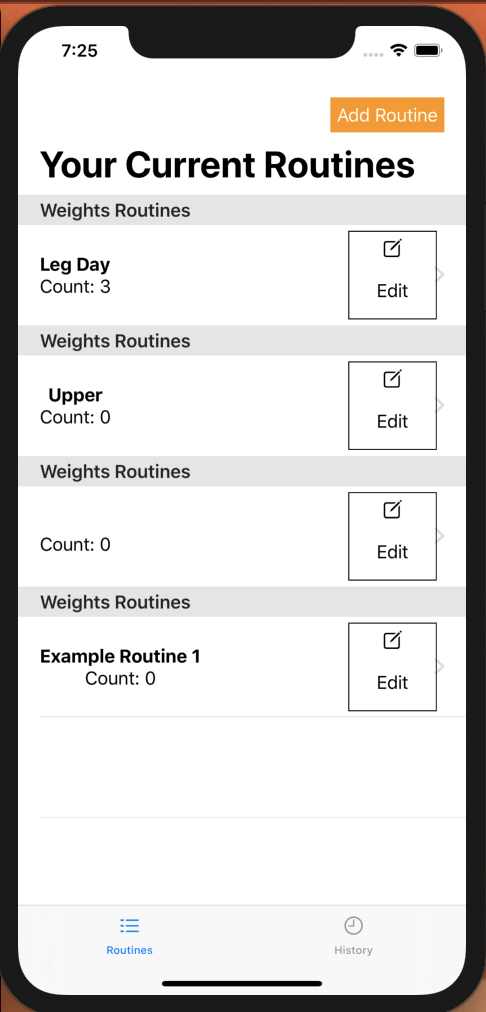 7:25
Add Routine
Your Current Routines
Weights Routines
Leg Day
Count: 3
Edit
Weights Routines
Upper
Count: 0
Edit
Weights Routines
Count: 0
Edit
Weights Routines
Example Routine 1
Count: 0
Edit
Routines
History